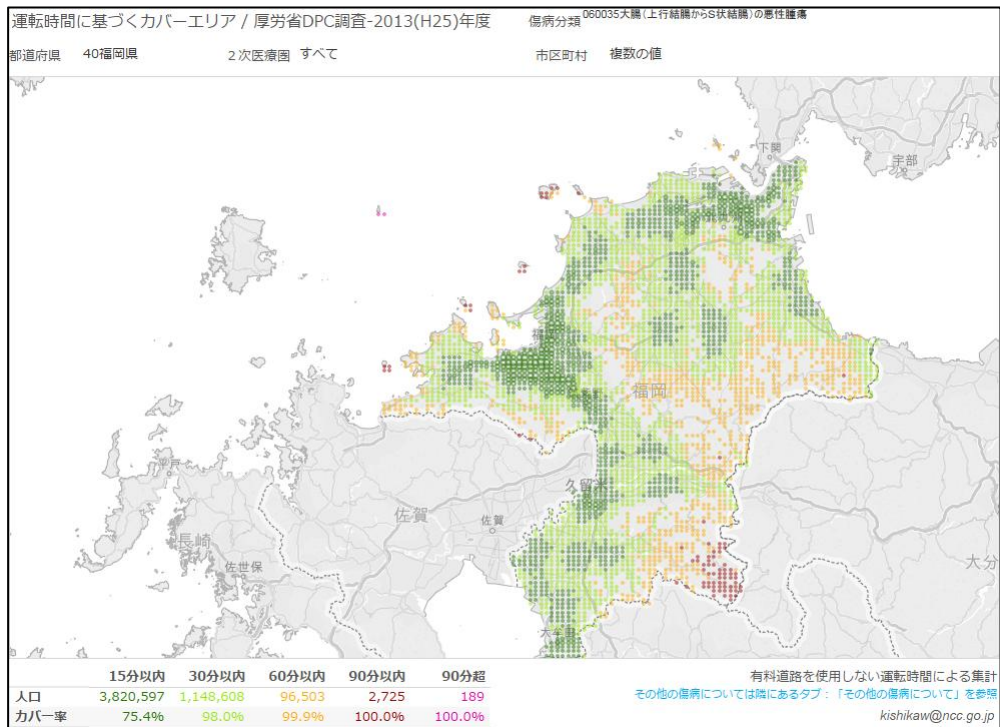 運転時間に基づくカバーエリア / 厚労省DPC調査-2013(H25)年度
傷病分類 060035大腸(上行結腸からS状結腸)の悪性腫瘍
都道府県 40福岡県 2次医療圏 すべて 市区町村 複数の値
下関
宇部
福岡
久留米
佐賀
佐賀
平戸
長崎
佐世保
大分
大牟田
15分以内 30分以内 60分以内 90分以内 90分超
人口 3,820,597 1,148,608 96,503 2,725 189
カバー率 75.4% 98.0% 99.9% 100.0% 100.0%
有料道路を使用しない運転時間による集計
その他の傷病については隣にあるタブ：「その他の傷病について」を参照
kishikaw@ncc.go.jp